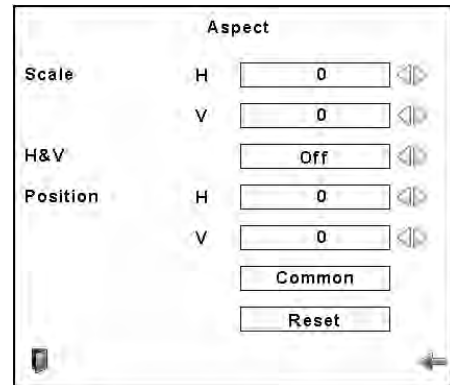 Aspect
Scale H 0
V 0
H&V Off
Position H 0
V 0
Common
Reset